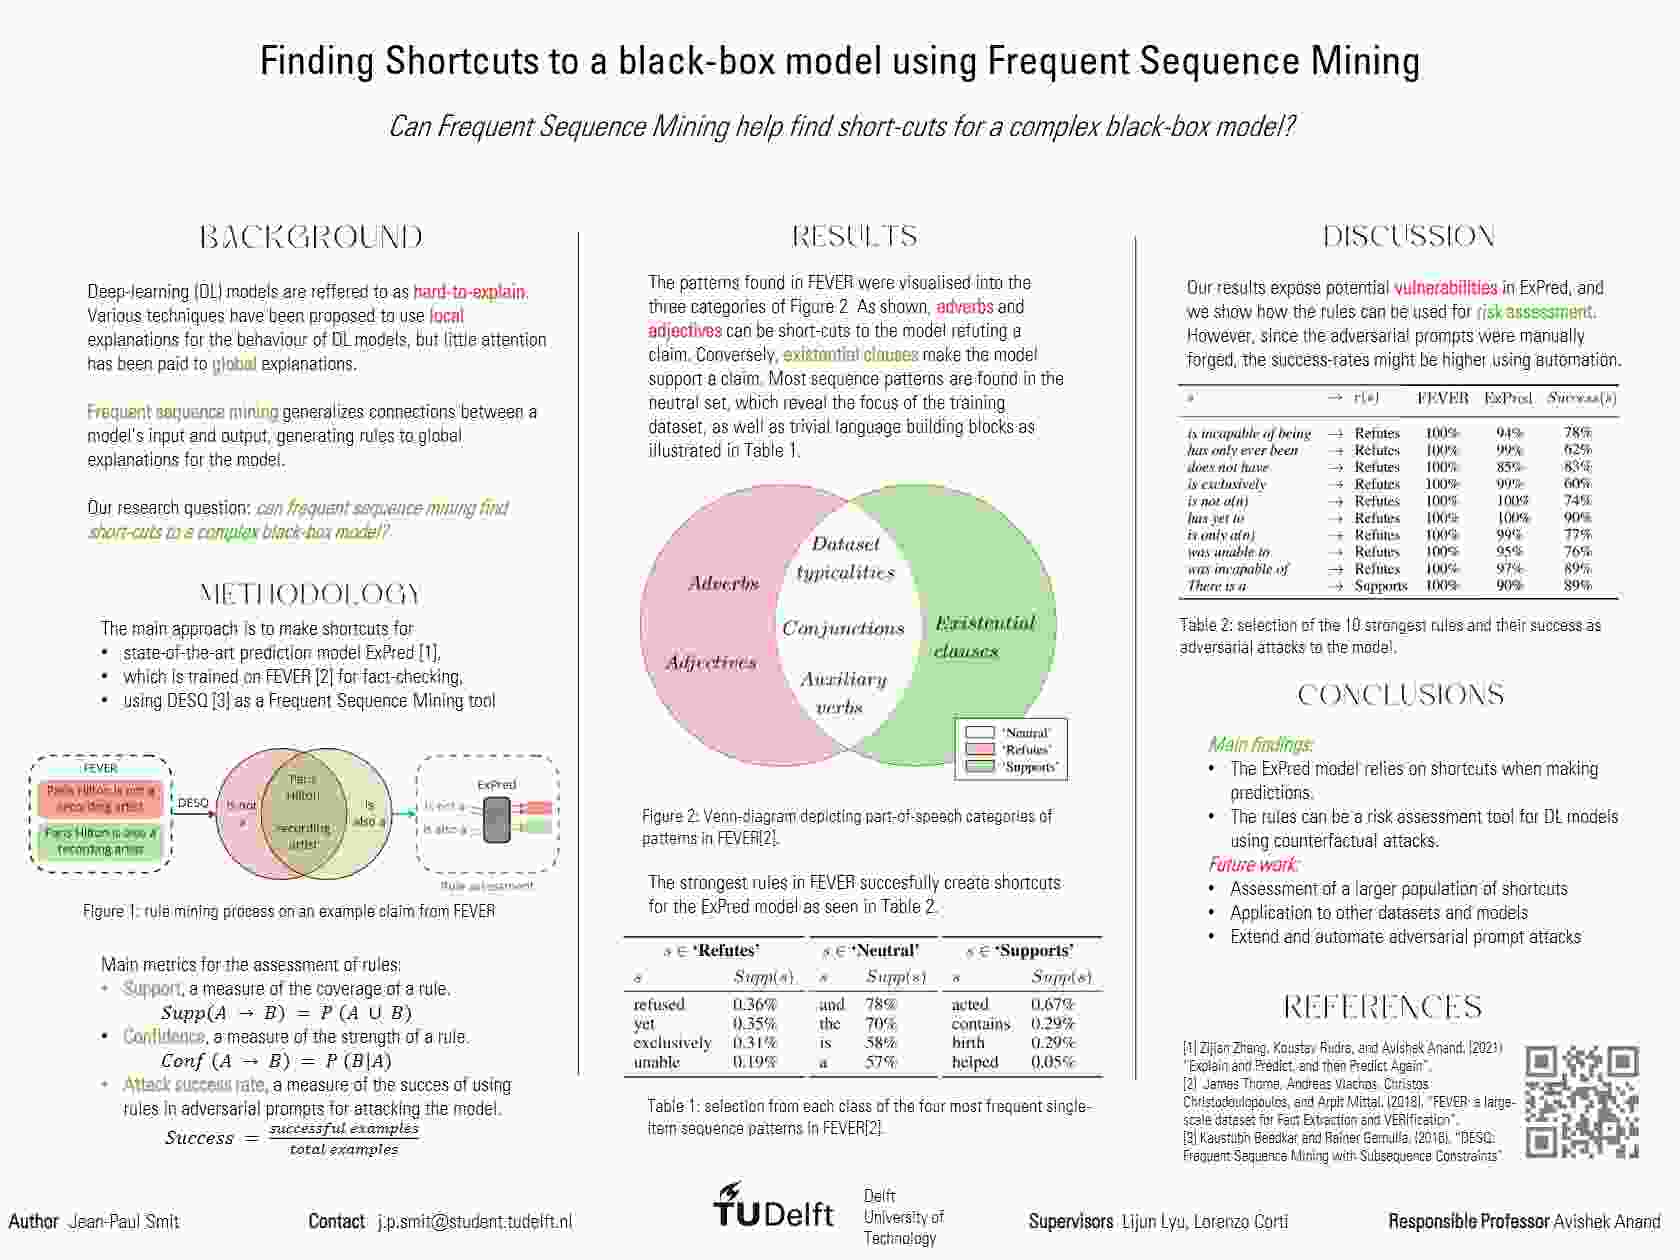 Finding Shortcuts to a black-box model using Frequent Sequence Mining
Can Frequent Sequence Mining help find short-cuts for a complex black-box model?
BACKGROUND
Deep-learning (DL) models are reffered to as hard-to-explain.
Various techniques have been proposed to use local
explanations for the behaviour of DL models, but little attention
has been paid to global explanations.
Frequent sequence mining generalizes connections between a
model's input and output, generating rules to global
explanations for the model.
Our research question: can frequent sequence mining find
short-cuts to a complex black-box model?
METHODOLOGY
The main approach is to make shortcuts for
• state-of-the-art prediction model ExPred [1],
• which is trained on FEVER [2] for fact-checking,
• using DESQ [3] as a Frequent Sequence Mining tool
FEVER
Paris Hilton is not a
recording artist
Paris Hilton is also a
recording artist
DESQ
is not
a
Paris
Hilton
recording
artist
is
also a
ExPred
is not a
is also a
Rule assessment
Figure 1: rule mining process on an example claim from FEVER
Main metrics for the assessment of rules:
• Support, a measure of the coverage of a rule.
Supp(A → B) = P (A ∪ B)
• Confidence, a measure of the strength of a rule.
Conf (A → B) = P (B|A)
• Attack success rate, a measure of the succes of using
rules in adversarial prompts for attacking the model.
Success = successful examples
total examples
RESULTS
The patterns found in FEVER were visualised into the
three categories of Figure 2. As shown, adverbs and
adjectives can be short-cuts to the model refuting a
claim. Conversely, existential clauses make the model
support a claim. Most sequence patterns are found in the
neutral set, which reveal the focus of the training
dataset, as well as trivial language building blocks as
illustrated in Table 1.
Adverbs
Adjectives
Dataset
typicalities
Conjunctions
Auxiliary
verbs
Existential
clauses
'Neutral'
'Refutes'
'Supports'
Figure 2: Venn-diagram depicting part-of-speech categories of
patterns in FEVER[2].
The strongest rules in FEVER succesfully create shortcuts
for the ExPred model as seen in Table 2.
s ∈ 'Refutes' s ∈ 'Neutral' s ∈ 'Supports'
s Supp(s) s Supp(s) s Supp(s)
refused 0.36% and 78% acted 0.67%
yet 0.35% the 70% contains 0.29%
exclusively 0.31% is 58% birth 0.29%
unable 0.19% a 57% helped 0.05%
Table 1: selection from each class of the four most frequent single-
item sequence patterns in FEVER[2].
DISCUSSION
Our results expose potential vulnerabilities in ExPred, and
we show how the rules can be used for risk assessment.
However, since the adversarial prompts were manually
forged, the success-rates might be higher using automation.
s → r(s) FEVER ExPred Success(s)
is incapable of being → Refutes 100% 94% 78%
has only ever been → Refutes 100% 99% 62%
does not have → Refutes 100% 85% 83%
is exclusively → Refutes 100% 99% 60%
is not a(n) → Refutes 100% 100% 74%
has yet to → Refutes 100% 100% 90%
is only a(n) → Refutes 100% 99% 77%
was unable to → Refutes 100% 95% 76%
was incapable of → Refutes 100% 97% 89%
There is a → Supports 100% 90% 89%
Table 2: selection of the 10 strongest rules and their success as
adversarial attacks to the model.
CONCLUSIONS
Main findings:
• The ExPred model relies on shortcuts when making
predictions.
• The rules can be a risk assessment tool for DL models
using counterfactual attacks.
Future work:
• Assessment of a larger population of shortcuts
• Application to other datasets and models
• Extend and automate adversarial prompt attacks
REFERENCES
[1] Zijian Zhang, Koustav Rudra, and Avishek Anand. (2021)
"Explain and Predict, and then Predict Again".
[2] James Thorne, Andreas Vlachos, Christos
Christodoulopoulos, and Arpit Mittal. (2018). "FEVER: a large-
scale dataset for Fact Extraction and VERification".
[3] Kaustubh Beedkar and Rainer Gemulla. (2016). "DESQ:
Frequent Sequence Mining with Subsequence Constraints"
Author Jean-Paul Smit
Contact j.p.smit@student.tudelft.nl
TUDelft
Delft
University of
Technology
Supervisors Lijun Lyu, Lorenzo Corti
Responsible Professor Avishek Anand